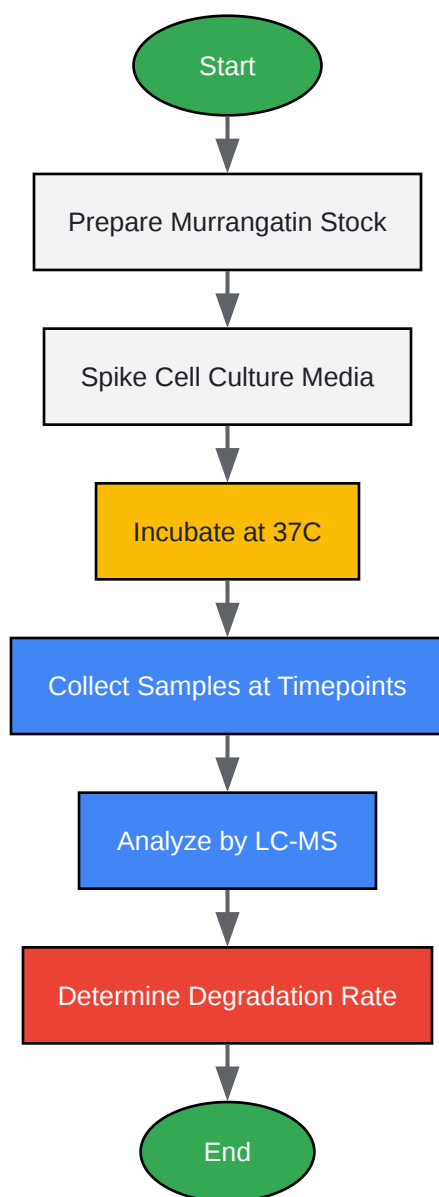 Start
Prepare Murrangatin Stock
Spike Cell Culture Media
Incubate at 37C
Collect Samples at Timepoints
Analyze by LC-MS
Determine Degradation Rate
End